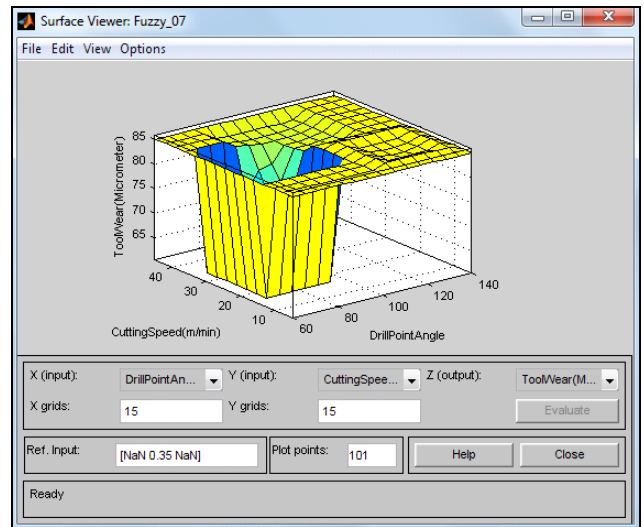 Surface Viewer: Fuzzy_07
File Edit View Options
85
80
75
70
65
ToolWear(Micrometer)
40
30
20
10
CuttingSpeed(m/min)
60
80
100
120
140
DrillPointAngle
X (input): DrillPointAn... Y (input): CuttingSpee... Z (output): ToolWear(M...
X grids: 15 Y grids: 15 Evaluate
Ref. Input: [NaN 0.35 NaN] Plot points: 101 Help Close
Ready